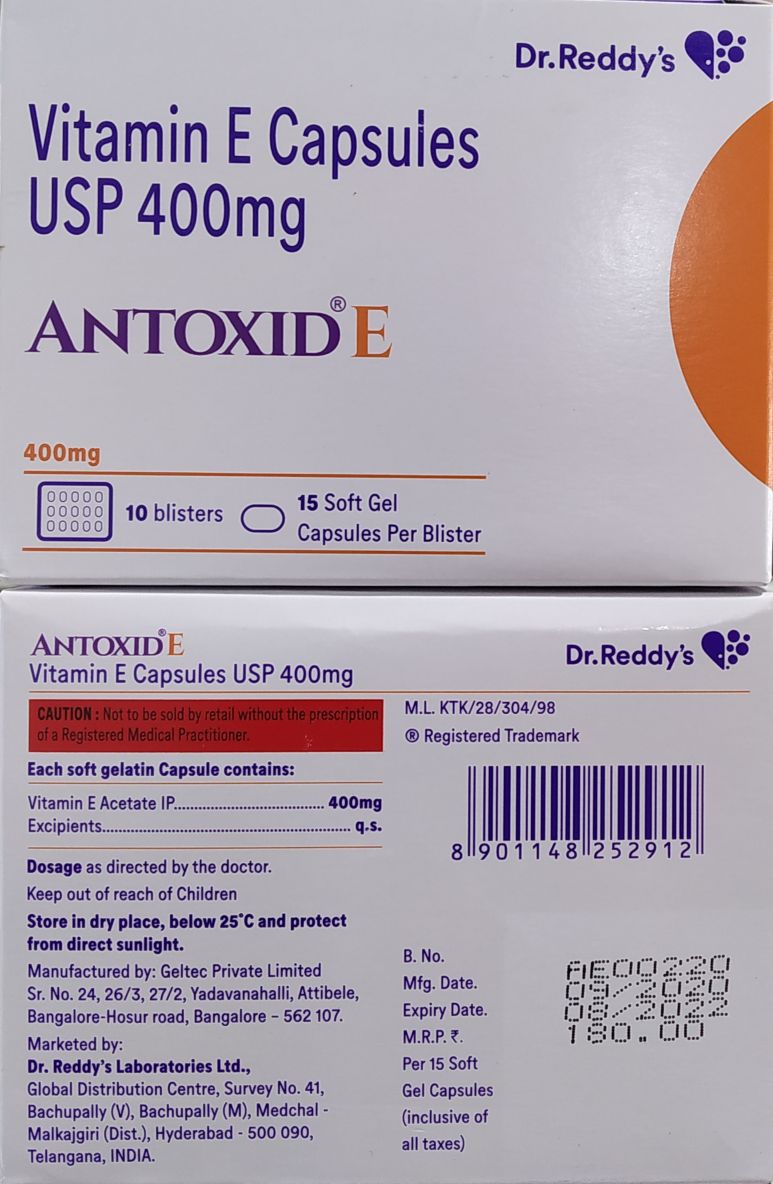 Dr.Reddy's
Vitamin E Capsules
USP 400mg
ANTOXID® E
400mg
10 blisters
15 Soft Gel
Capsules Per Blister
ANTOXID® E
Vitamin E Capsules USP 400mg
Dr.Reddy's
CAUTION : Not to be sold by retail without the prescription
of a Registered Medical Practitioner.
Each soft gelatin Capsule contains:
Vitamin E Acetate IP.................................... 400mg
Excipients............................................................ q.s.
Dosage as directed by the doctor.
Keep out of reach of Children
Store in dry place, below 25°C and protect
from direct sunlight.
Manufactured by: Geltec Private Limited
Sr. No. 24, 26/3, 27/2, Yadavanahalli, Attibele,
Bangalore-Hosur road, Bangalore – 562 107.
Marketed by:
Dr. Reddy's Laboratories Ltd.,
Global Distribution Centre, Survey No. 41,
Bachupally (V), Bachupally (M), Medchal -
Malkajgiri (Dist.), Hyderabad - 500 090,
Telangana, INDIA.
M.L. KTK/28/304/98
® Registered Trademark
8 901148 252912
B. No. AE00220
Mfg. Date. 09/2020
Expiry Date. 08/2022
M.R.P. ₹. 180.00
Per 15 Soft
Gel Capsules
(inclusive of
all taxes)